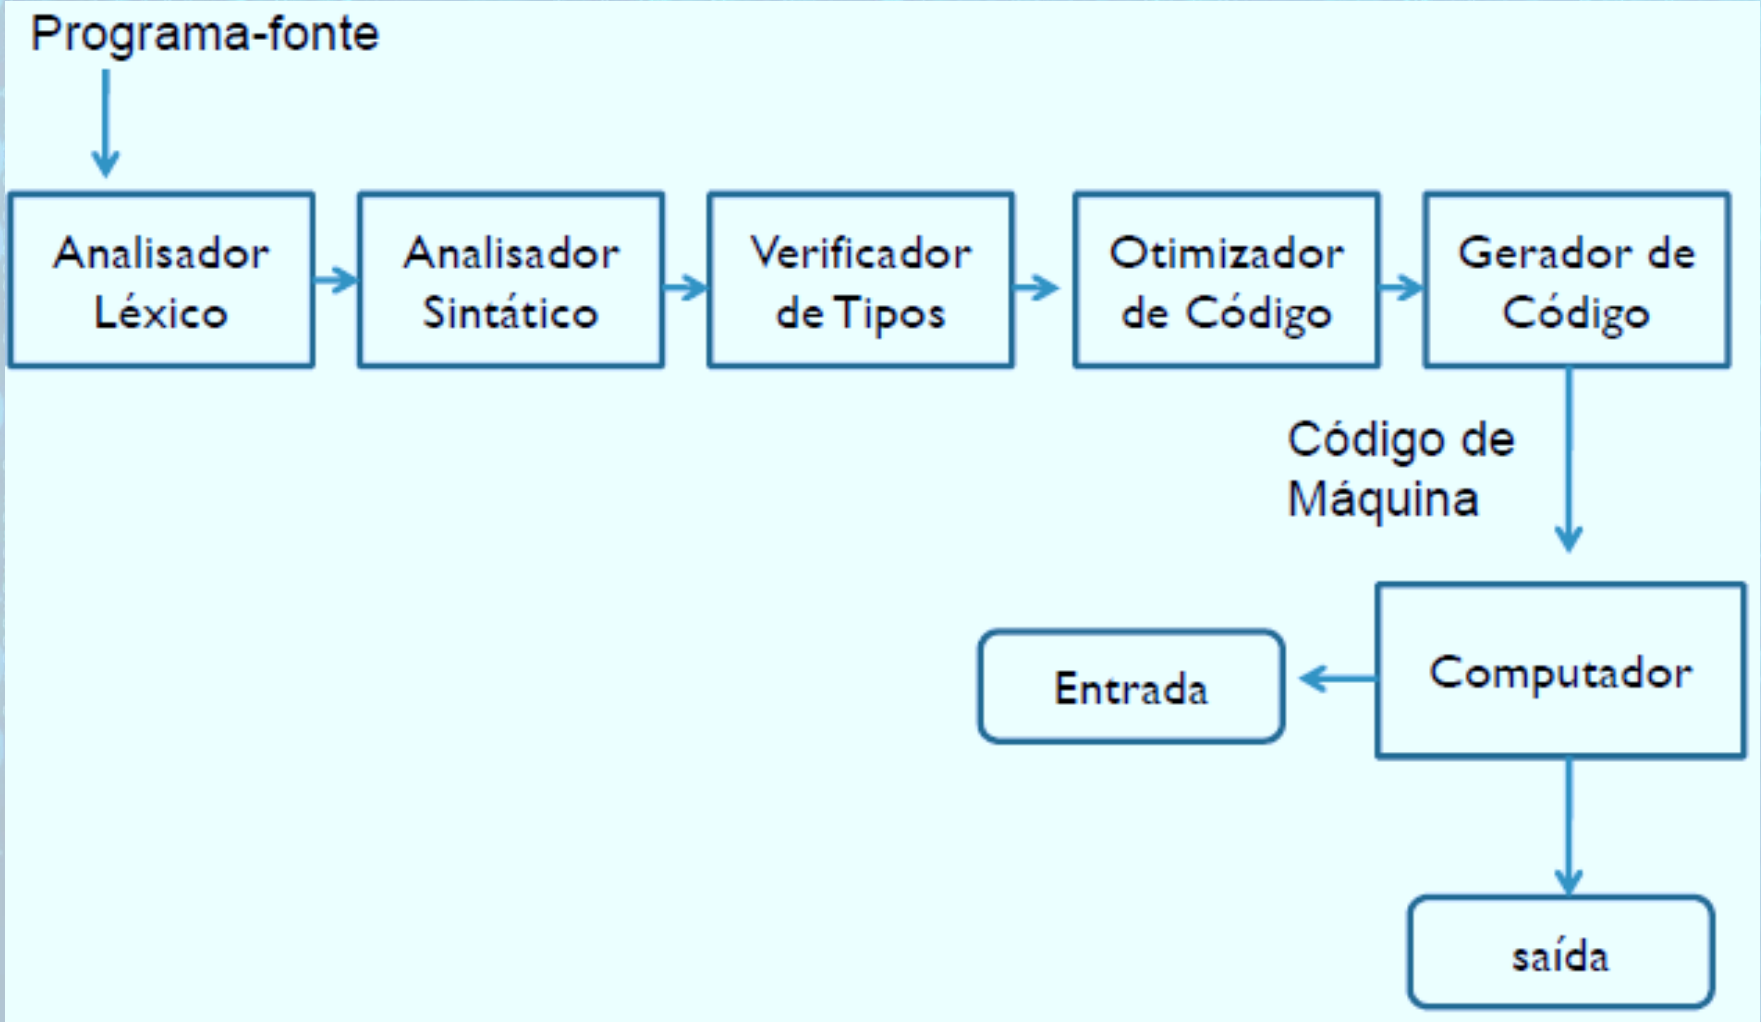 Programa-fonte
Analisador
Léxico
Analisador
Sintático
Verificador
de Tipos
Otimizador
de Código
Gerador de
Código
Código de
Máquina
Entrada
Computador
saída